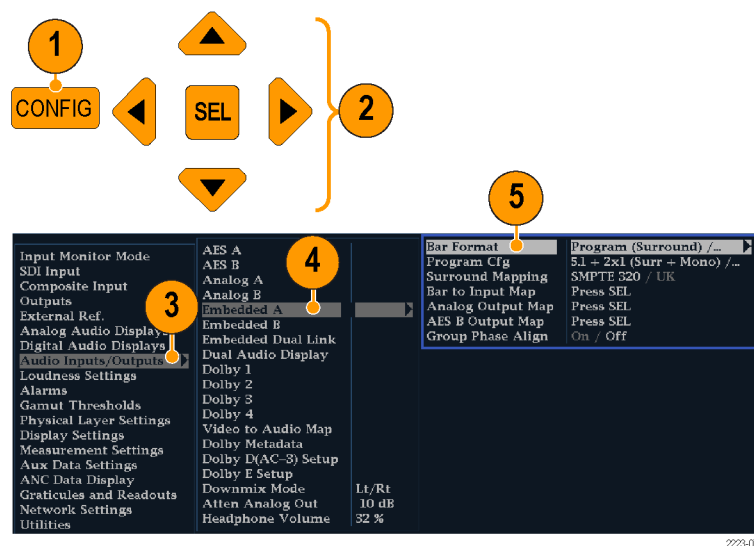 1
CONFIG
SEL
2
5
Input Monitor Mode
SDI Input
Composite Input
Outputs
External Ref.
Analog Audio Displays
Digital Audio Displays
Audio Inputs/Outputs
Loudness Settings
Alarms
Gamut Thresholds
Physical Layer Settings
Display Settings
Measurement Settings
Aux Data Settings
ANC Data Display
Graticules and Readouts
Network Settings
Utilities
3
AES A
AES B
Analog A
Analog B
Embedded A
Embedded B
Embedded Dual Link
Dual Audio Display
Dolby 1
Dolby 2
Dolby 3
Dolby 4
Video to Audio Map
Dolby Metadata
Dolby D(AC-3) Setup
Dolby E Setup
Downmix Mode Lt/Rt
Atten Analog Out 10 dB
Headphone Volume 32 %
4
Bar Format Program (Surround) /...
Program Cfg 5.1 + 2x1 (Surr + Mono) /...
Surround Mapping SMPTE 320 / UK
Bar to Input Map Press SEL
Analog Output Map Press SEL
AES B Output Map Press SEL
Group Phase Align On / Off